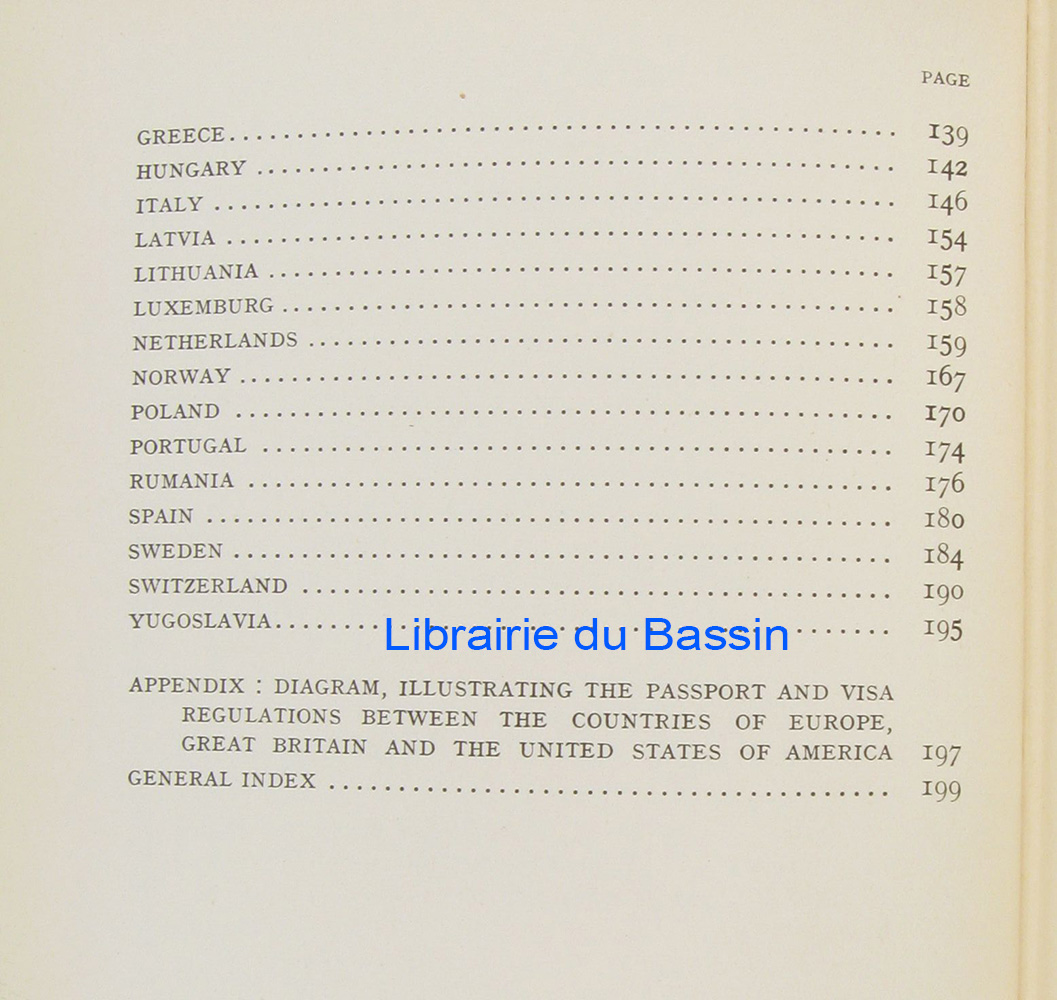 PAGE
GREECE 139
HUNGARY 142
ITALY 146
LATVIA 154
LITHUANIA 157
LUXEMBURG 158
NETHERLANDS 159
NORWAY 167
POLAND 170
PORTUGAL 174
RUMANIA 176
SPAIN 180
SWEDEN 184
SWITZERLAND 190
YUGOSLAVIA 195
Librairie du Bassin
APPENDIX : DIAGRAM, ILLUSTRATING THE PASSPORT AND VISA
REGULATIONS BETWEEN THE COUNTRIES OF EUROPE,
GREAT BRITAIN AND THE UNITED STATES OF AMERICA 197
GENERAL INDEX 199